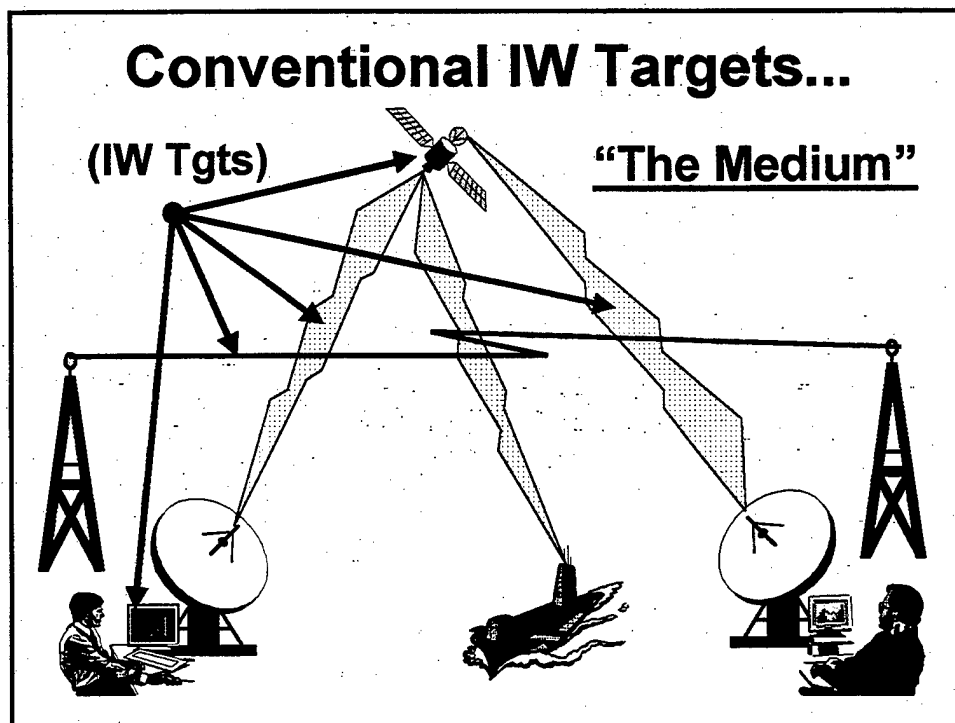 Conventional IW Targets...
(IW Tgts)
“The Medium”